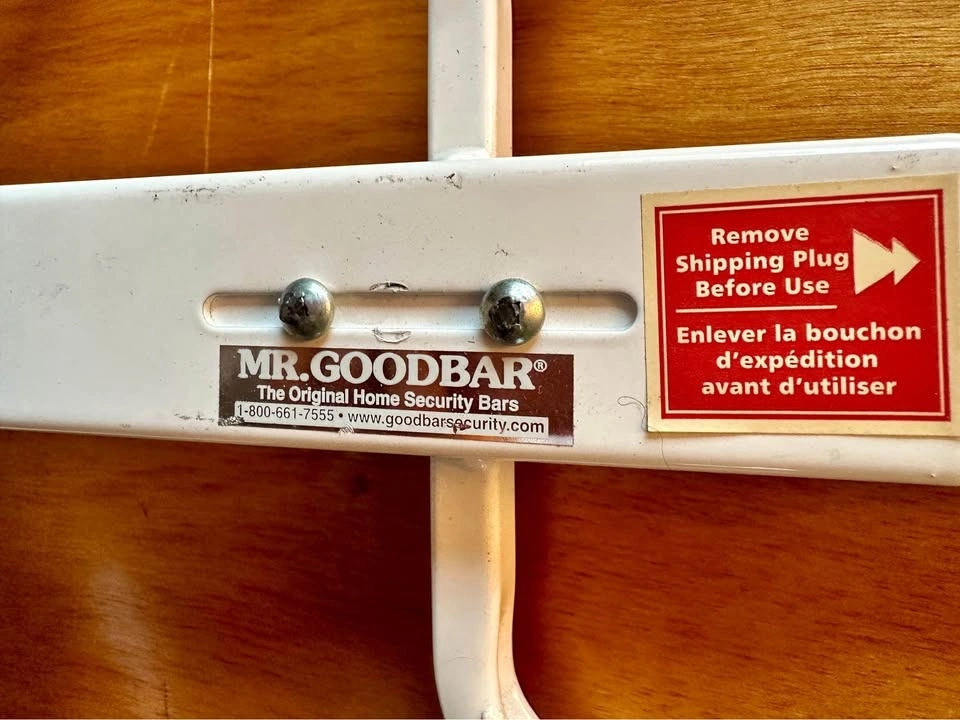 MR.GOODBAR®
The Original Home Security Bars
1-800-661-7555 • www.goodbarsecurity.com
Remove
Shipping Plug
Before Use
Enlever la bouchon
d'expédition
avant d'utiliser